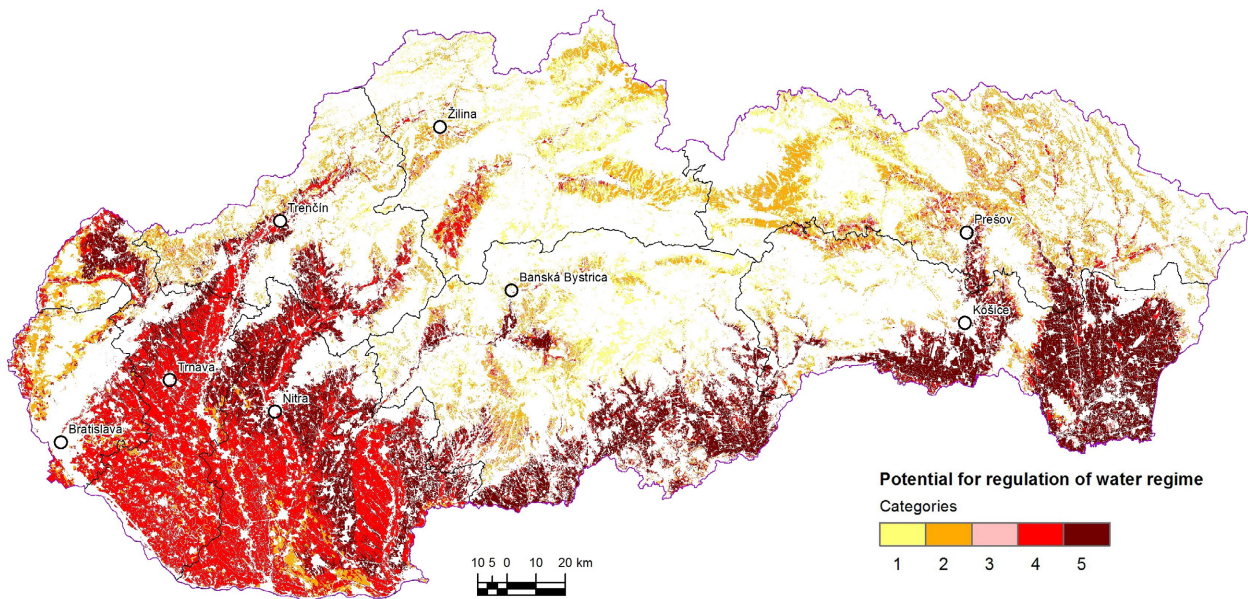 Žilina
Trenčín
Prešov
Banská Bystrica
Košice
Trnava
Nitra
Bratislava
Potential for regulation of water regime
Categories
1 2 3 4 5
10 5 0 10 20 km